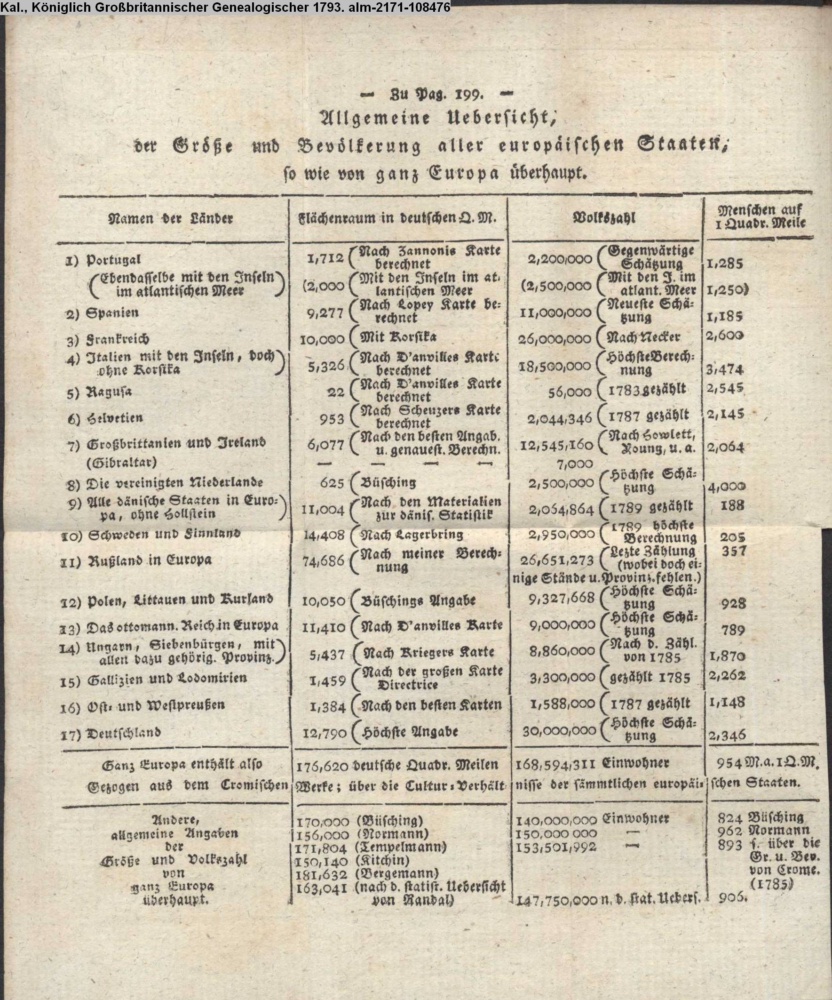 Kal., Königlich Großbritannischer Genealogischer 1793. alm-2171-108476
— Zu Pag. 199. —
Allgemeine Uebersicht,
der Größe und Bevölkerung aller europäischen Staaten,
so wie von ganz Europa überhaupt.
Namen der Länder | Flächenraum in deutschen Q. M. | Volkszahl | Menschen auf 1 Quadr. Meile
1) Portugal | 1,712 (Nach Zannonis Karte berechnet | 2,200,000 (Gegenwärtige Schätzung | 1,285
(Ebendasselbe mit den Inseln im atlantischen Meer) | (2,000 (Mit den Inseln im atlantischen Meer | (2,500,000 (Mit den J. im atlant. Meer | 1,250)
2) Spanien | 9,277 (Nach Lopey Karte berechnet | 11,000,000 (Neueste Schätzung | 1,185
3) Frankreich | 10,000 (Mit Korsika | 26,000,000 (Nach Necker | 2,600
4) Italien mit den Inseln, doch ohne Korsika) | 5,326 (Nach D'anvilles Karte berechnet | 18,500,000 (Höchste Berechnung | 3,474
5) Ragusa | 22 (Nach D'anvilles Karte berechnet | 56,000 (1783 gezählt | 2,545
6) Helvetien | 953 (Nach Scheuzers Karte berechnet | 2,044,346 (1787 gezählt | 2,145
7) Großbrittanien und Ireland | 6,077 (Nach den besten Angab. u. genauest. Berechn. | 12,545,160 (Nach Howlett, Young, u. a. | 2,064
(Gibraltar) | — — — — | 7,000
8) Die vereinigten Niederlande | 625 (Büsching | 2,500,000 (Höchste Schätzung | 4,000
9) Alle dänische Staaten in Europa, ohne Hollstein) | 11,004 (Nach den Materialien zur dänis. Statistik | 2,064,864 (1789 gezählt | 188
10) Schweden und Finnland | 14,408 (Nach Lagerbring | 2,950,000 (1789 höchste Berechnung | 205
11) Rußland in Europa | 74,686 (Nach meiner Berechnung | 26,651,273 (Lezte Zählung (wobei doch einige Stände u. Provinz. fehlen.) | 357
12) Polen, Littauen und Kurland | 10,050 (Büschings Angabe | 9,327,668 (Höchste Schätzung | 928
13) Das ottomann. Reich in Europa | 11,410 (Nach D'anvilles Karte | 9,000,000 (Höchste Schätzung | 789
14) Ungarn, Siebenbürgen, mit allen dazu gehörig. Provinz.) | 5,437 (Nach Kriegers Karte | 8,860,000 (Nach d. Zähl. von 1785 | 1,870
15) Gallizien und Lodomirien | 1,459 (Nach der großen Karte Directrice | 3,300,000 (gezählt 1785 | 2,262
16) Ost- und Westpreußen | 1,384 (Nach den besten Karten | 1,588,000 (1787 gezählt | 1,148
17) Deutschland | 12,790 (Höchste Angabe | 30,000,000 (Höchste Schätzung | 2,346
Ganz Europa enthält also | 176,620 deutsche Quadr. Meilen | 168,594,311 Einwohner | 954 M. a. 1 Q. M.
Gezogen aus dem Cromischen Werke; über die Cultur-Verhältnisse der sämmtlichen europäischen Staaten.
Andere, | 170,000 (Büsching) | 140,000,000 Einwohner | 824 Büsching
allgemeine Angaben | 156,000 (Normann) | 150,000 000 — | 962 Normann
der | 171,804 (Tempelmann) | 153,501,992 — | 893 s. über die
Größe und Volkszahl | 150,140 (Kitchin) | Gr. u. Bev.
von | 181,632 (Bergemann) | von Crome.
ganz Europa | 163,041 (nach d. statist. Uebersicht | (1785)
überhaupt. | von Randal) | 147,750,000 n. d. stat. Uebers. | 906.